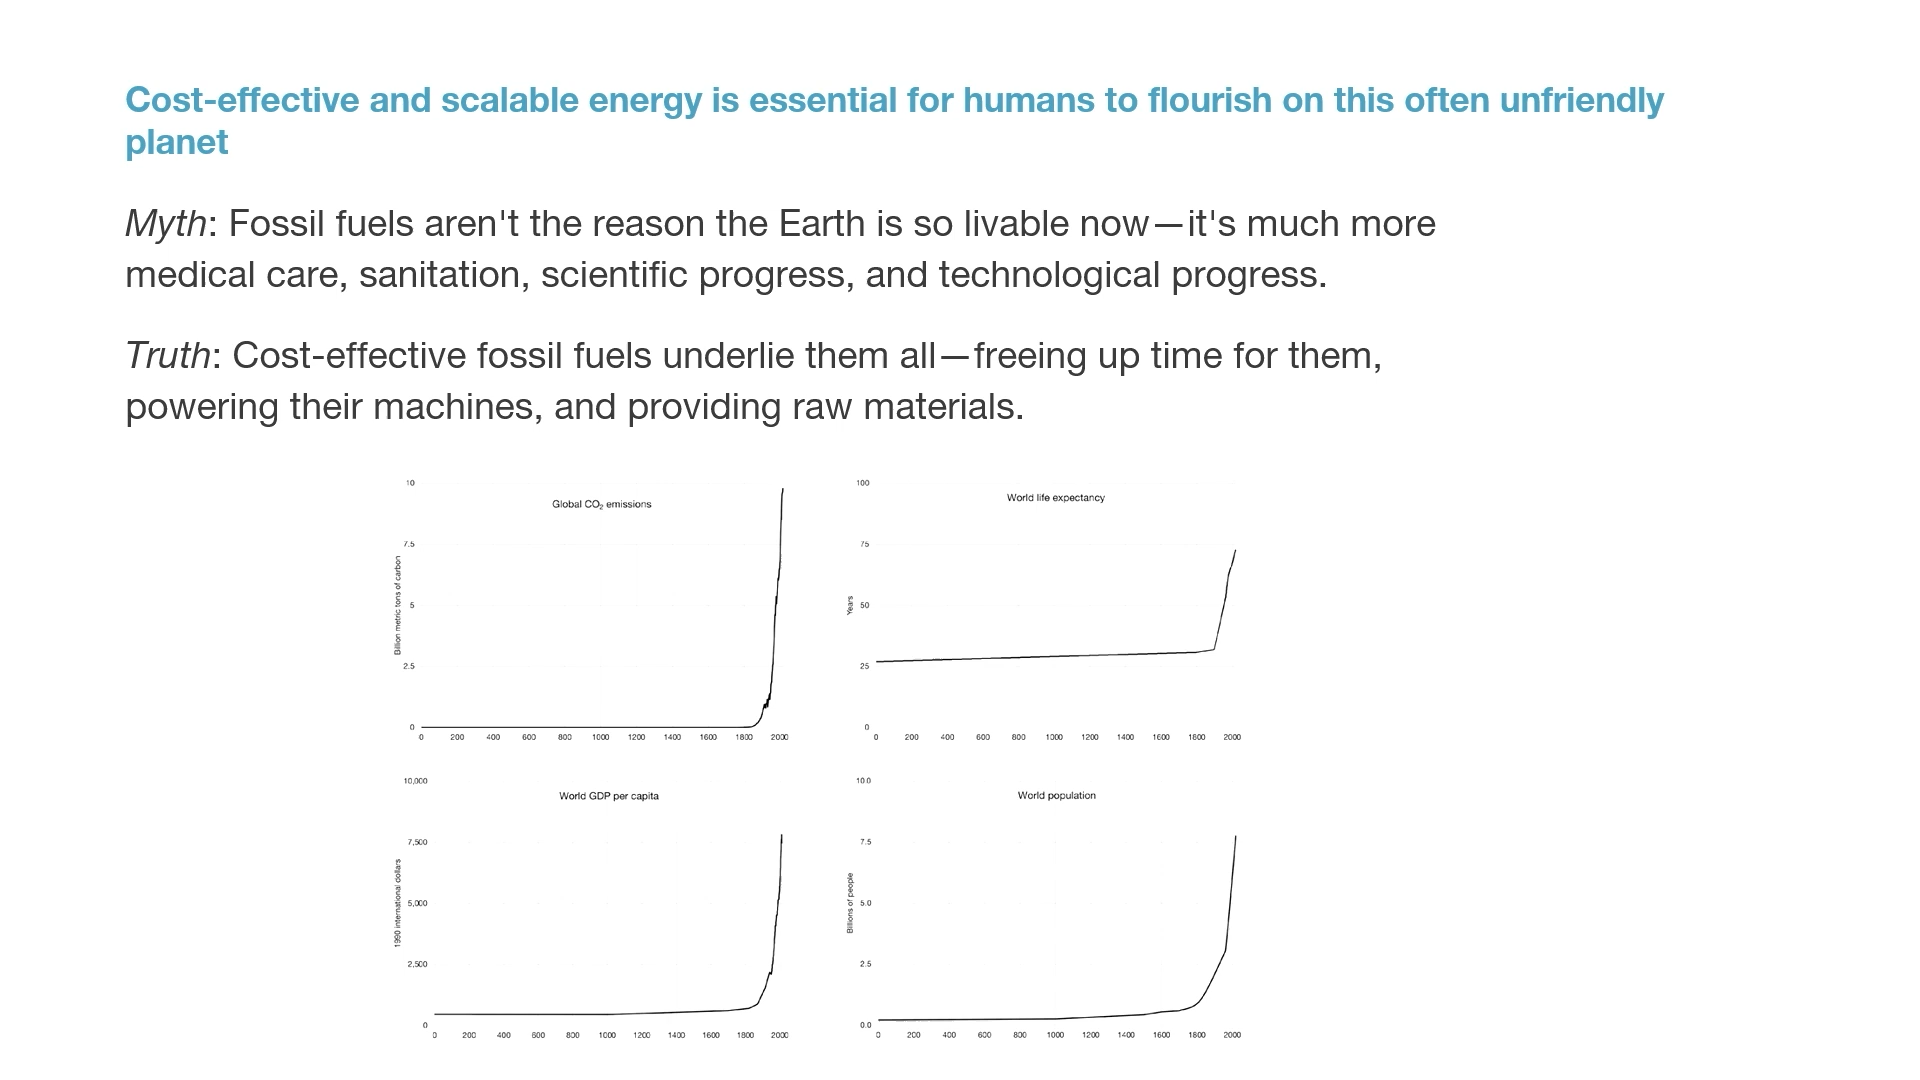 Cost-effective and scalable energy is essential for humans to flourish on this often unfriendly
planet
Myth: Fossil fuels aren't the reason the Earth is so livable now—it's much more
medical care, sanitation, scientific progress, and technological progress.
Truth: Cost-effective fossil fuels underlie them all—freeing up time for them,
powering their machines, and providing raw materials.
Global CO₂ emissions
Billion metric tons of carbon
10
7.5
5
2.5
0
0 200 400 600 800 1000 1200 1400 1600 1800 2000
World life expectancy
Years
100
75
50
25
0
0 200 400 600 800 1000 1200 1400 1600 1800 2000
World GDP per capita
1990 international dollars
10,000
7,500
5,000
2,500
0
0 200 400 600 800 1000 1200 1400 1600 1800 2000
World population
Billions of people
10.0
7.5
5.0
2.5
0.0
0 200 400 600 800 1000 1200 1400 1600 1800 2000